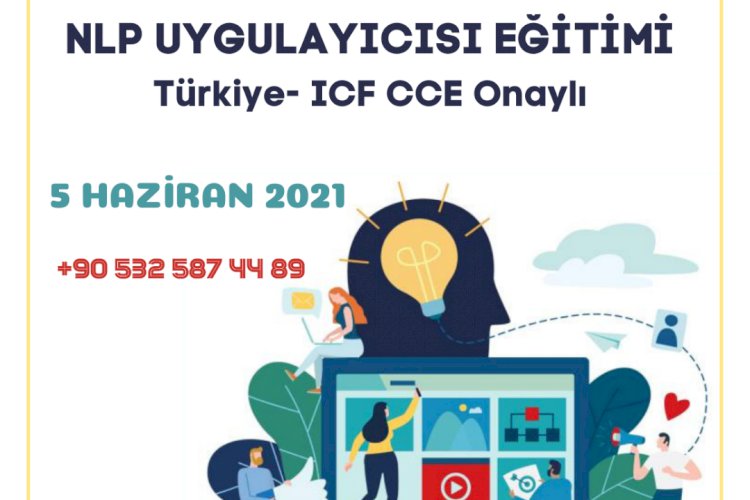 NLP UYGULAYICISI EĞİTİMİ
Türkiye- ICF CCE Onaylı
5 HAZİRAN 2021
+90 532 587 44 89